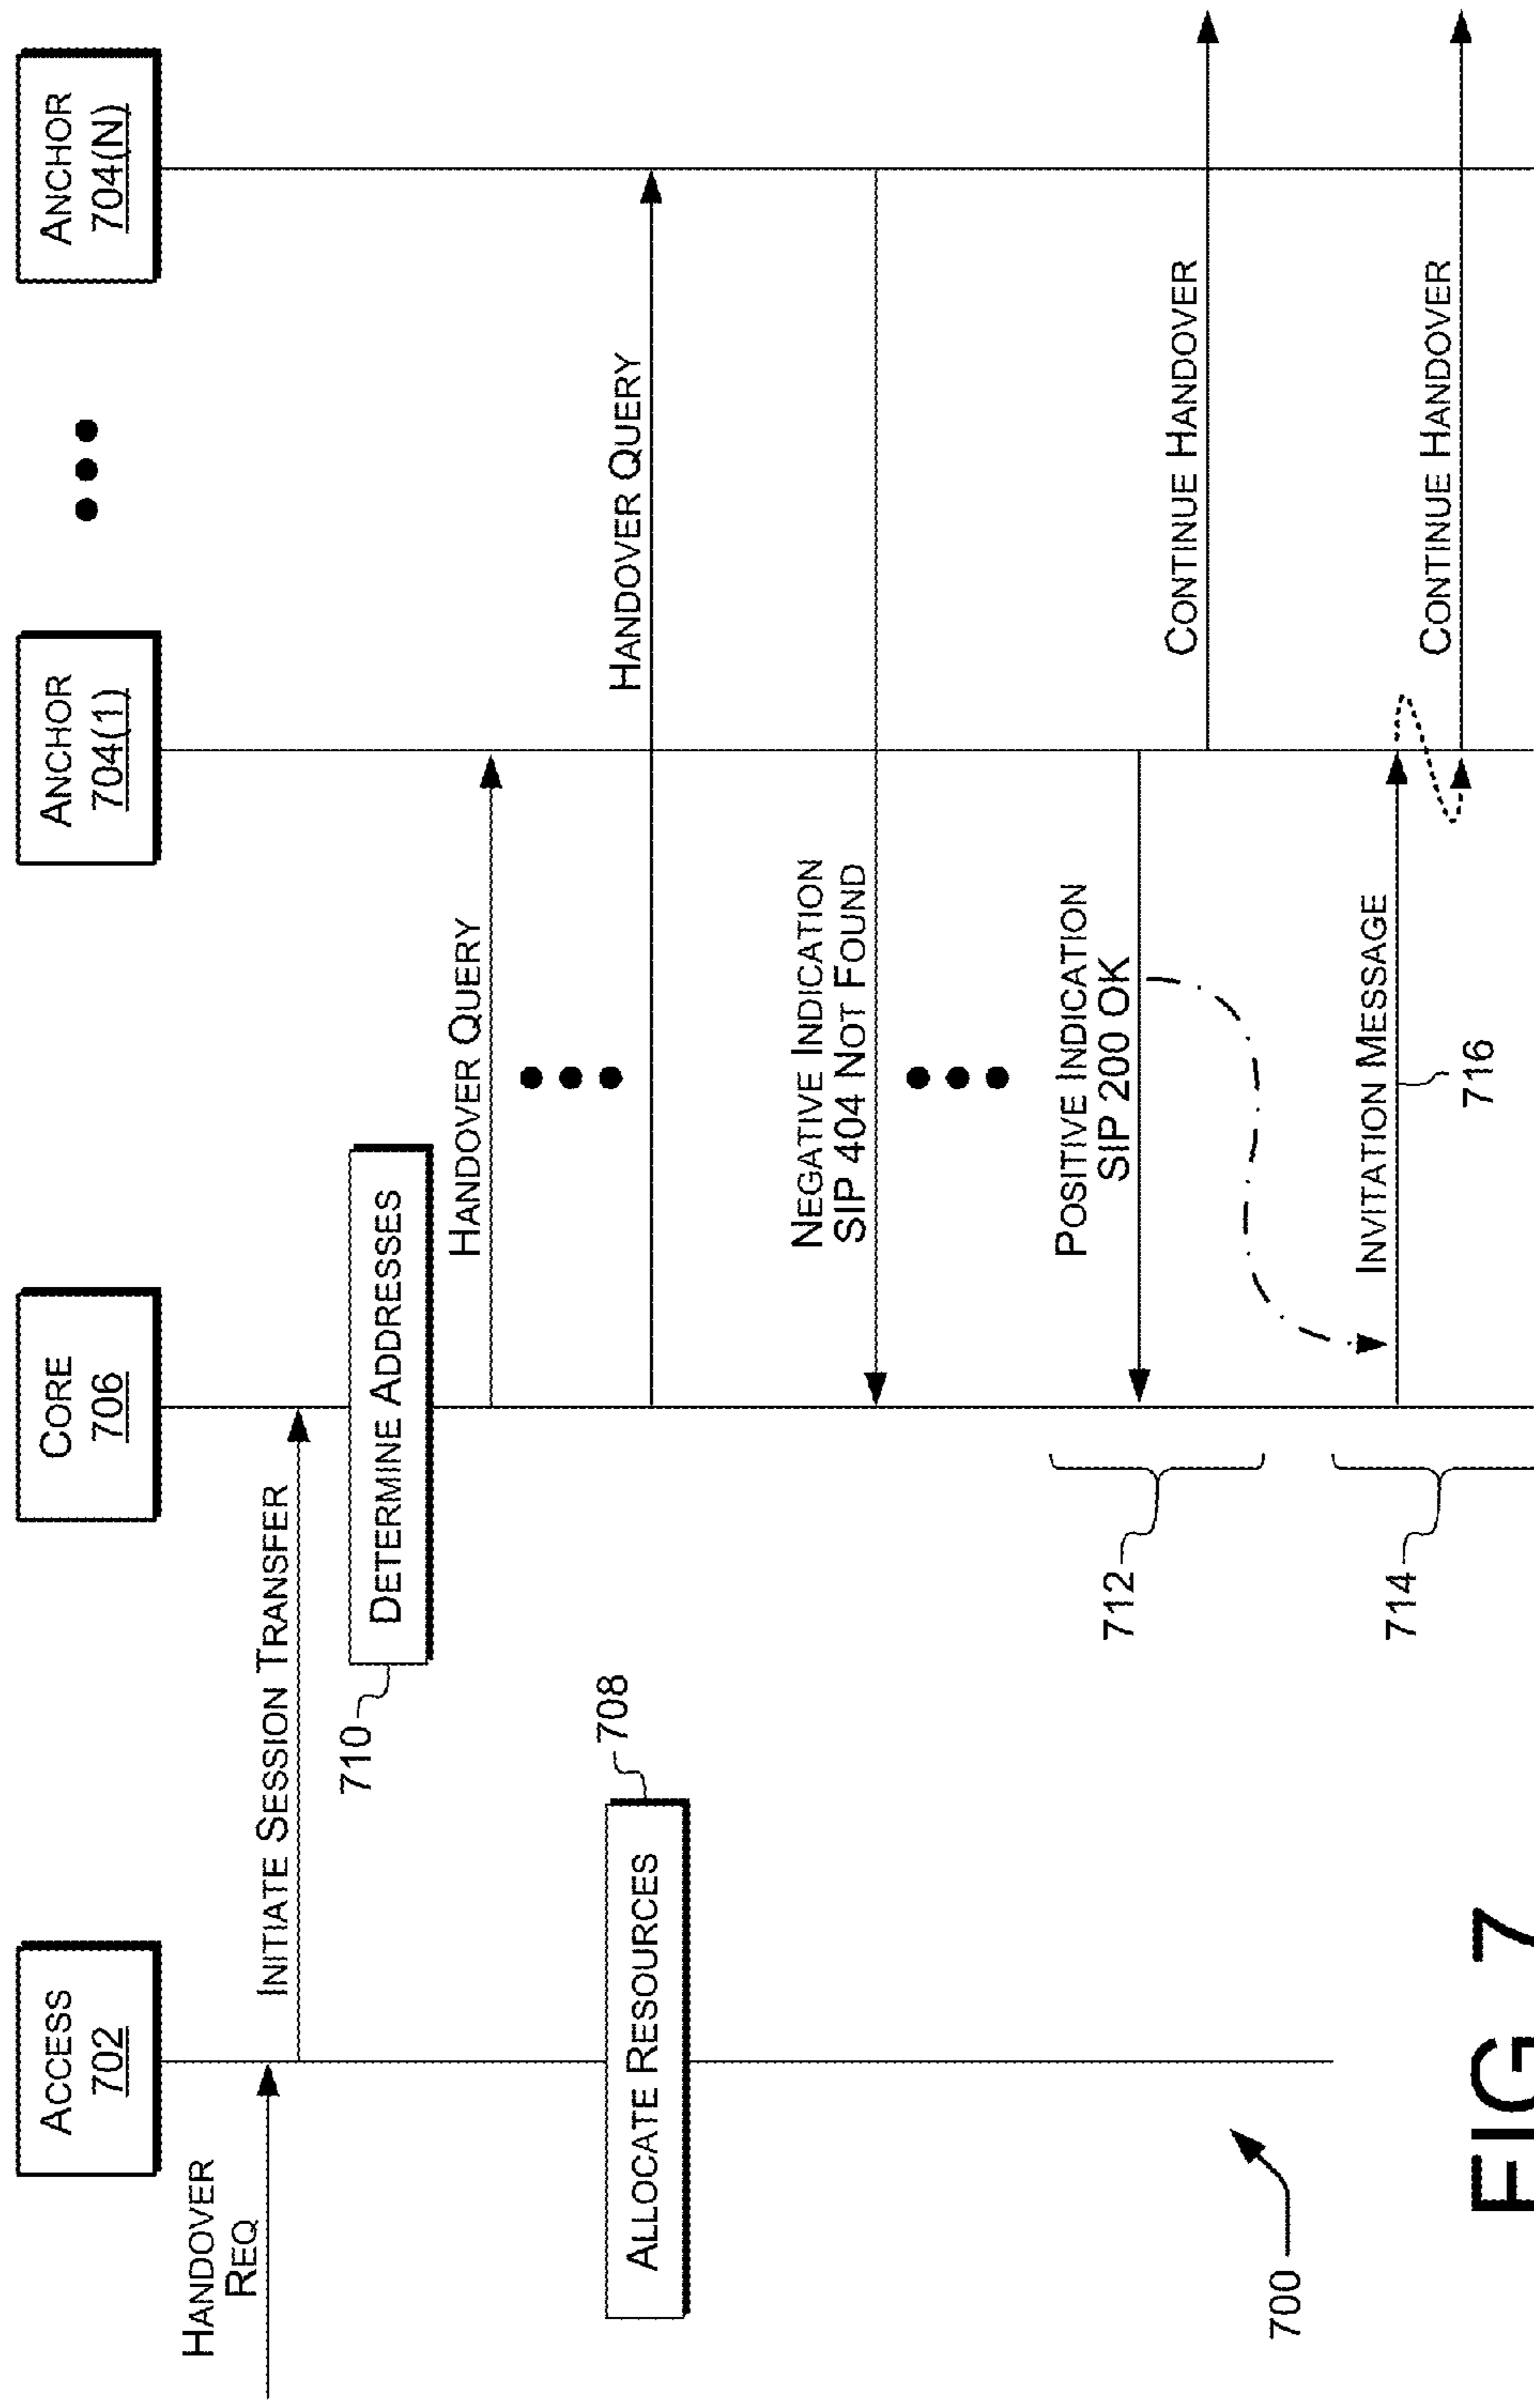 ACCESS
702
CORE
706
ANCHOR
704(1)
ANCHOR
704(N)
HANDOVER
REQ
INITIATE SESSION TRANSFER
710
DETERMINE ADDRESSES
HANDOVER QUERY
HANDOVER QUERY
708
ALLOCATE RESOURCES
NEGATIVE INDICATION
SIP 404 NOT FOUND
POSITIVE INDICATION
SIP 200 OK
712
CONTINUE HANDOVER
INVITATION MESSAGE
716
714
CONTINUE HANDOVER
700
FIG 7